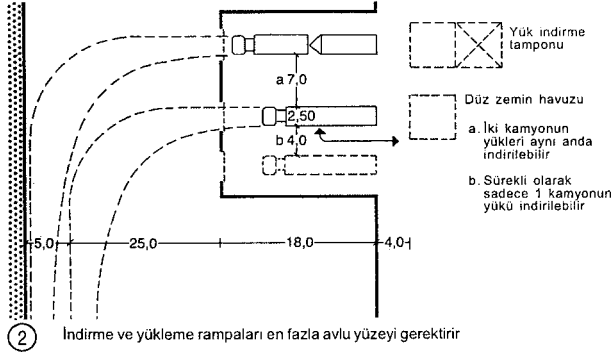 Yük indirme
tamponu
a 7,0
2,50
b 4,0
Düz zemin havuzu
a. İki kamyonun
yükleri aynı anda
indirilebilir
b. Sürekli olarak
sadece 1 kamyonun
yükü indirilebilir
5,0 25,0 18,0 4,0
2 İndirme ve yükleme rampaları en fazla avlu yüzeyi gerektirir